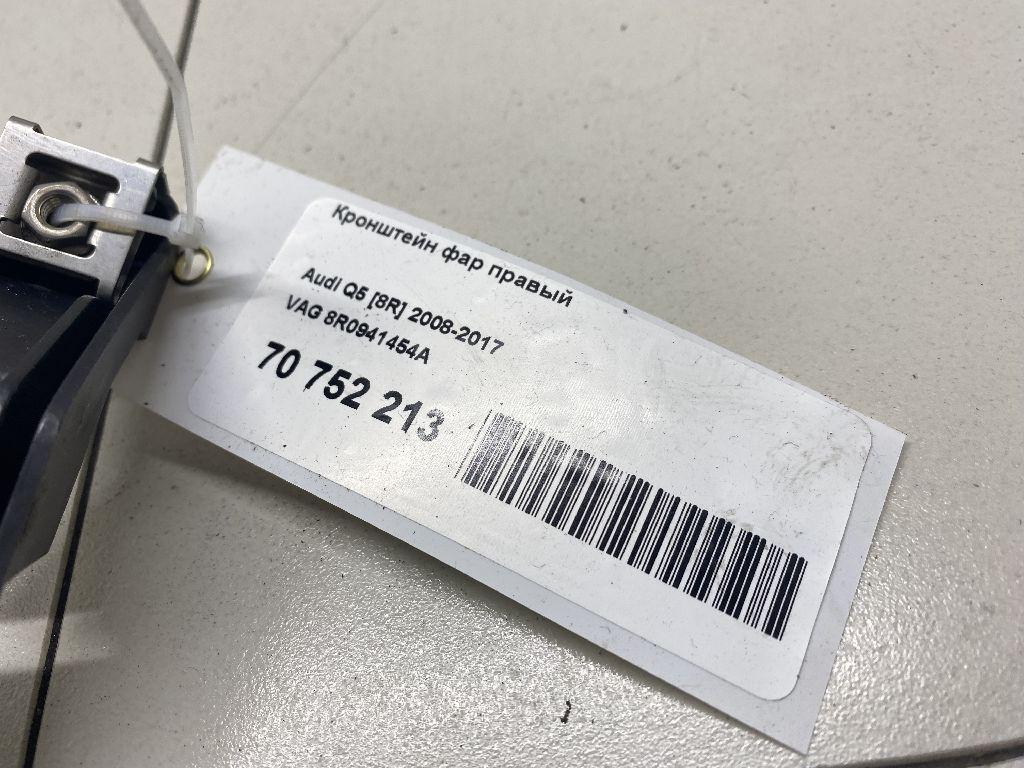 Кронштейн фар правый
Audi Q5 [8R] 2008-2017
VAG 8R0941454A
70 752 213